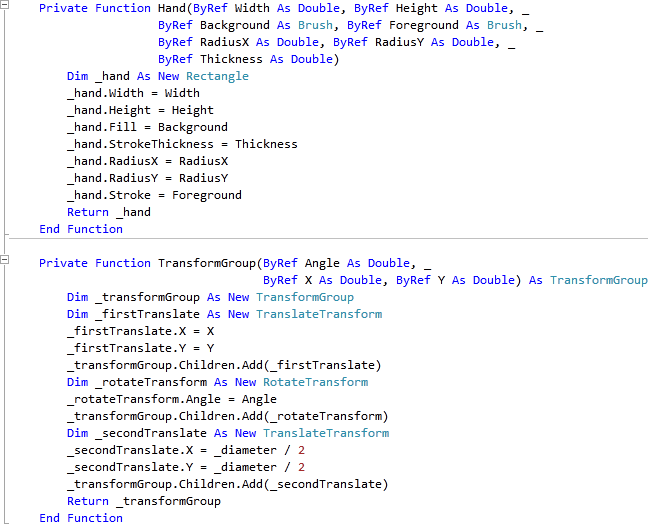 Private Function Hand(ByRef Width As Double, ByRef Height As Double, _
ByRef Background As Brush, ByRef Foreground As Brush, _
ByRef RadiusX As Double, ByRef RadiusY As Double, _
ByRef Thickness As Double)
Dim _hand As New Rectangle
_hand.Width = Width
_hand.Height = Height
_hand.Fill = Background
_hand.StrokeThickness = Thickness
_hand.RadiusX = RadiusX
_hand.RadiusY = RadiusY
_hand.Stroke = Foreground
Return _hand
End Function
Private Function TransformGroup(ByRef Angle As Double, _
ByRef X As Double, ByRef Y As Double) As TransformGroup
Dim _transformGroup As New TransformGroup
Dim _firstTranslate As New TranslateTransform
_firstTranslate.X = X
_firstTranslate.Y = Y
_transformGroup.Children.Add(_firstTranslate)
Dim _rotateTransform As New RotateTransform
_rotateTransform.Angle = Angle
_transformGroup.Children.Add(_rotateTransform)
Dim _secondTranslate As New TranslateTransform
_secondTranslate.X = _diameter / 2
_secondTranslate.Y = _diameter / 2
_transformGroup.Children.Add(_secondTranslate)
Return _transformGroup
End Function